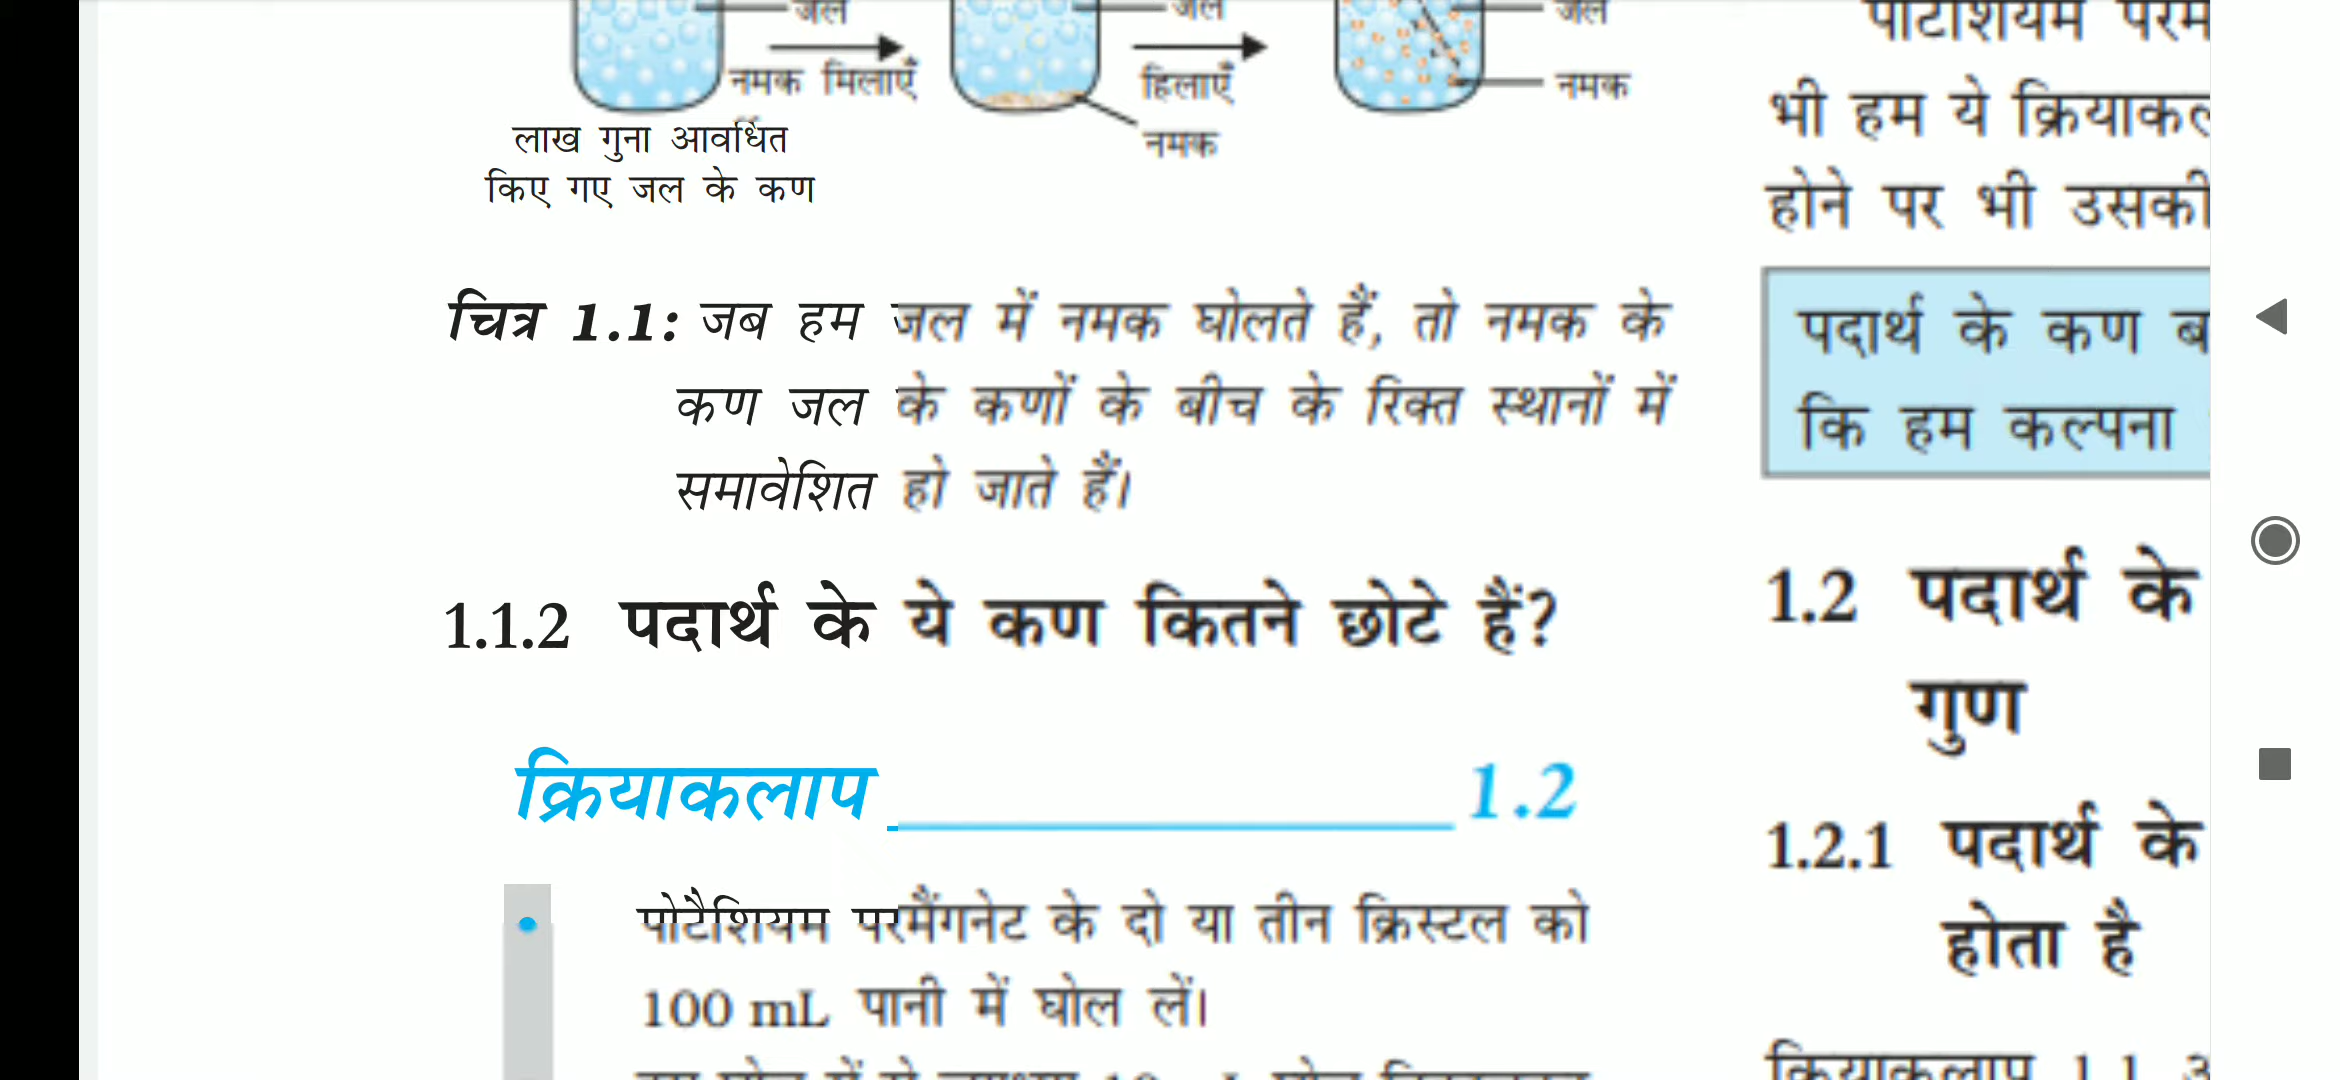 जल
जल
जल
नमक मिलाएँ
हिलाएँ
नमक
नमक
लाख गुना आवर्धित
किए गए जल के कण
चित्र 1.1: जब हम जल में नमक घोलते हैं, तो नमक के
कण जल के कणों के बीच के रिक्त स्थानों में
समावेशित हो जाते हैं।
1.1.2 पदार्थ के ये कण कितने छोटे हैं?
क्रियाकलाप 1.2
• पोटैशियम परमैंगनेट के दो या तीन क्रिस्टल को
100 mL पानी में घोल लें।
भी हम ये
होने पर भी उसकी
पदार्थ के कण
कि हम कल्पना
1.2 पदार्थ के
गुण
1.2.1 पदार्थ के
होता है
क्रियाकलाप 1.1